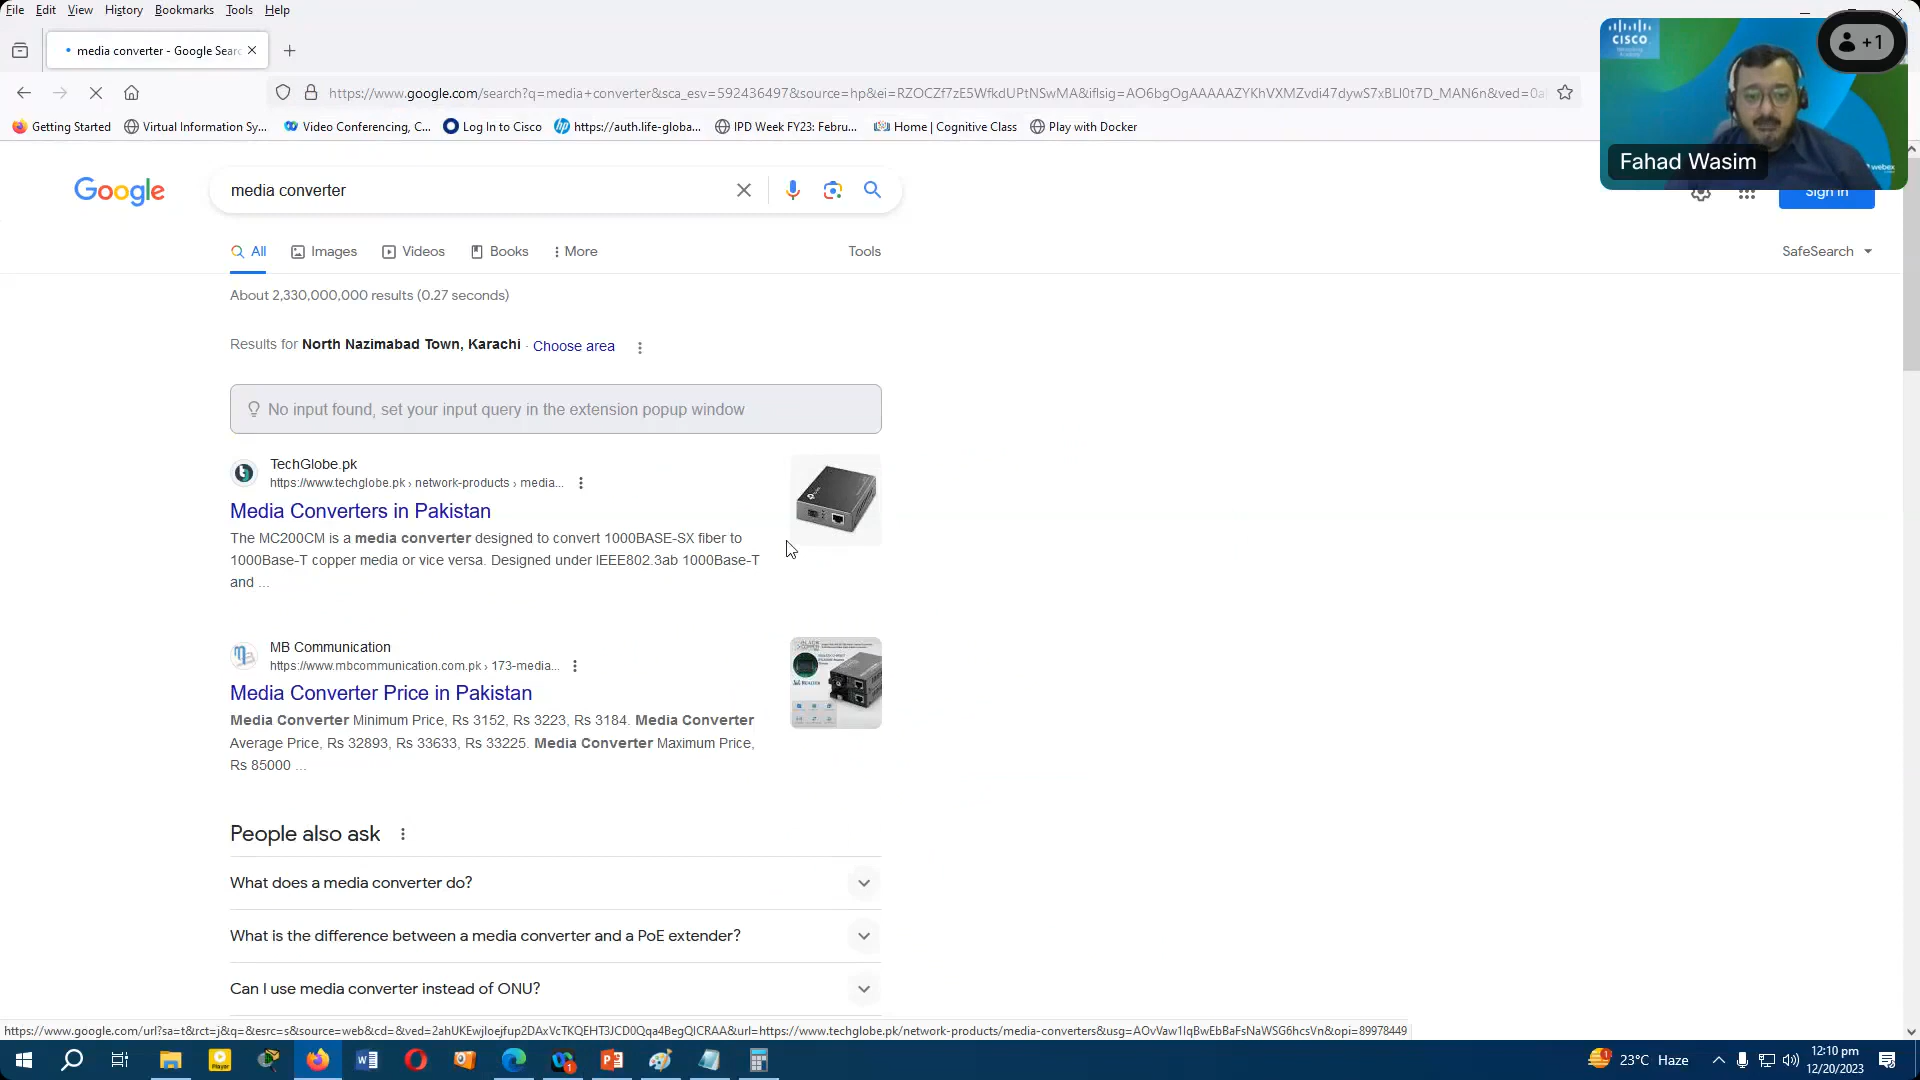 File Edit View History Bookmarks Tools Help
media converter - Google Searc
https://www.google.com/search?q=media+converter&sca_esv=592436497&source=hp&ei=RZOCZf7zE5WfkdUPtNSwMA&iflsig=AO6bgOgAAAAAZYKhVXMZvdi47dywS7xBLl0t7D_MAN6n&ved=0a
Getting Started Virtual Information Sy... Video Conferencing, C... Log In to Cisco https://auth.life-globa... IPD Week FY23: Febru... Home | Cognitive Class Play with Docker
CISCO
+1
Fahad Wasim
webex
Google
media converter
Sign in
All Images Videos Books More Tools SafeSearch
About 2,330,000,000 results (0.27 seconds)
Results for North Nazimabad Town, Karachi · Choose area
No input found, set your input query in the extension popup window
TechGlobe.pk
https://www.techglobe.pk › network-products › media...
Media Converters in Pakistan
The MC200CM is a media converter designed to convert 1000BASE-SX fiber to
1000Base-T copper media or vice versa. Designed under IEEE802.3ab 1000Base-T
and ...
MB Communication
https://www.mbcommunication.com.pk › 173-media...
Media Converter Price in Pakistan
Media Converter Minimum Price, Rs 3152, Rs 3223, Rs 3184. Media Converter
Average Price, Rs 32893, Rs 33633, Rs 33225. Media Converter Maximum Price,
Rs 85000 ...
People also ask
What does a media converter do?
What is the difference between a media converter and a PoE extender?
Can I use media converter instead of ONU?
https://www.google.com/url?sa=t&rct=j&q=&esrc=s&source=web&cd=&ved=2ahUKEwjloejfup2DAxVcTKQEHT3JCD0Qqa4BegQICRAA&url=https://www.techglobe.pk/network-products/media-converters&usg=AOvVaw1IqBwEbBaFsNaWSG6hcsVn&opi=89978449
23°C Haze
12:10 pm
12/20/2023